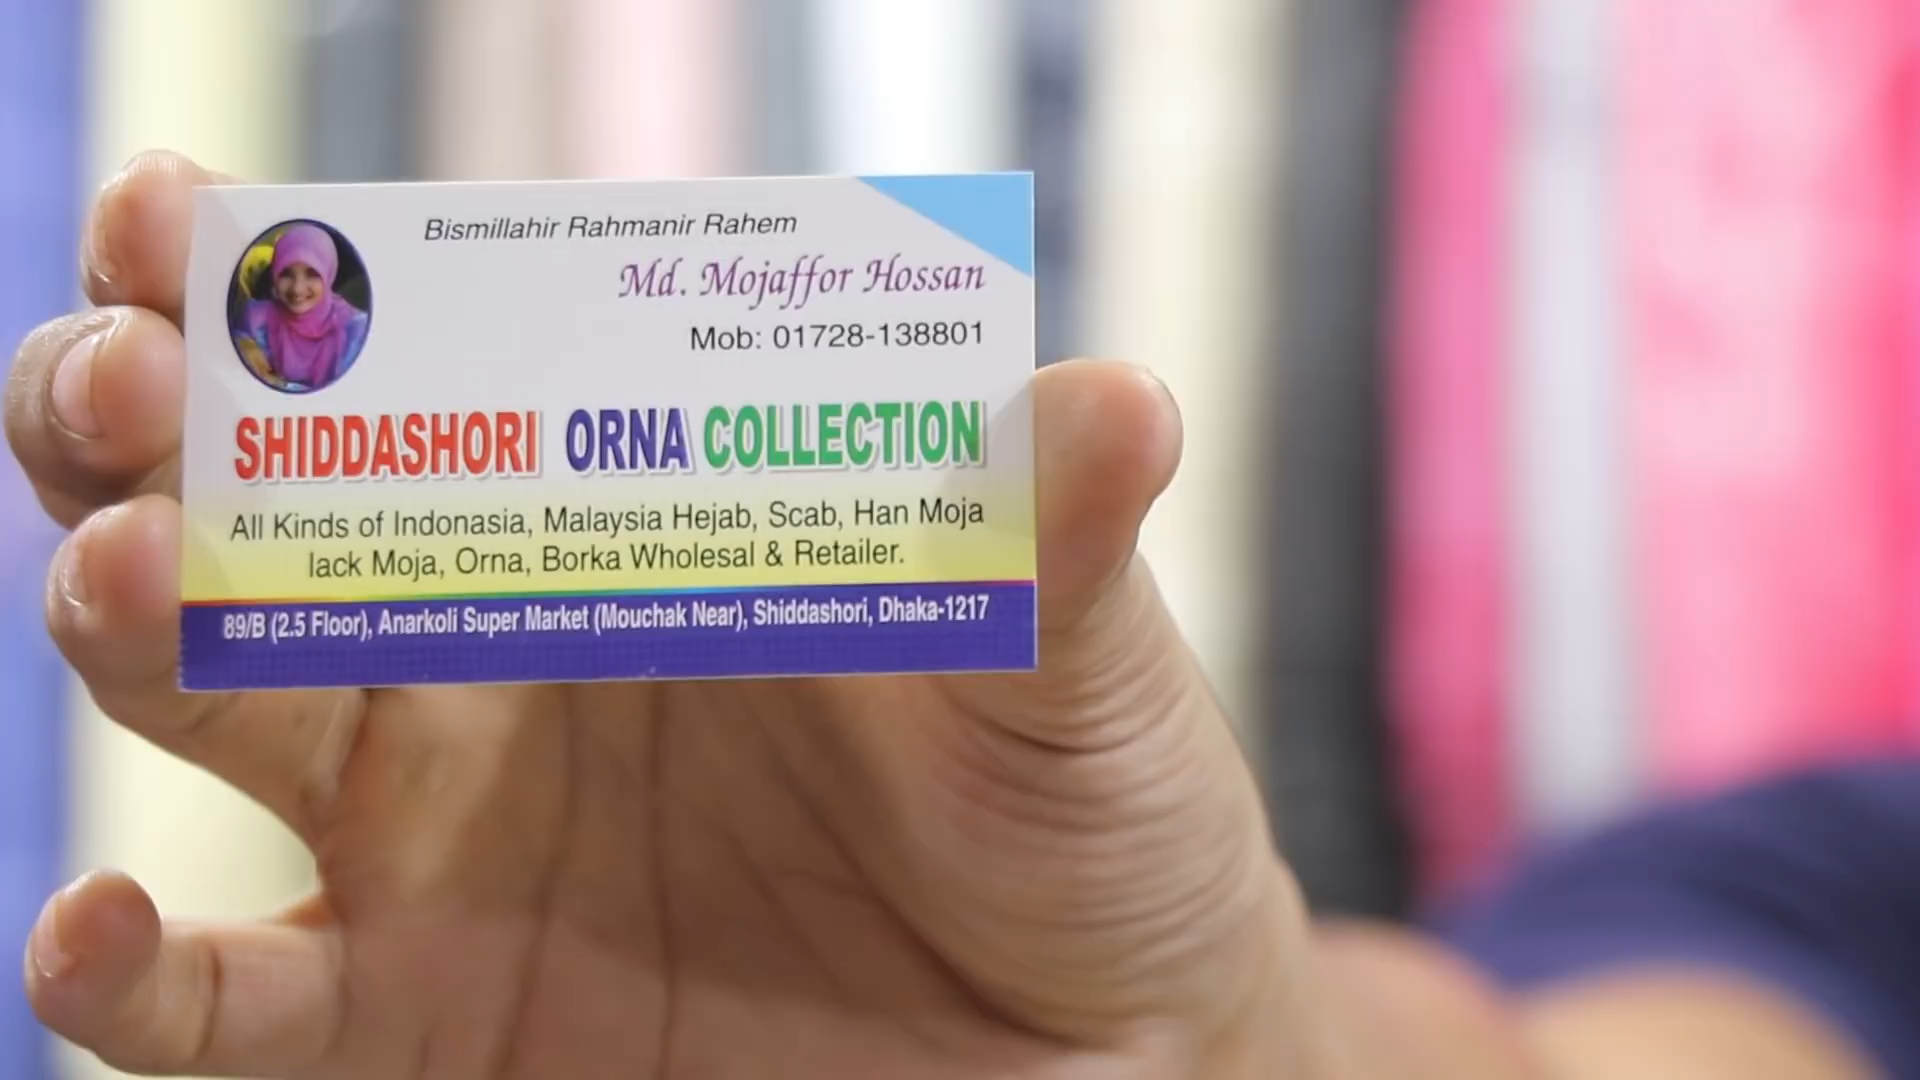 Bismillahir Rahmanir Rahem
Md. Mojaffor Hossan
Mob: 01728-138801
SHIDDASHORI ORNA COLLECTION
All Kinds of Indonasia, Malaysia Hejab, Scab, Han Moja
lack Moja, Orna, Borka Wholesal & Retailer.
89/B (2.5 Floor), Anarkoli Super Market (Mouchak Near), Shiddashori, Dhaka-1217